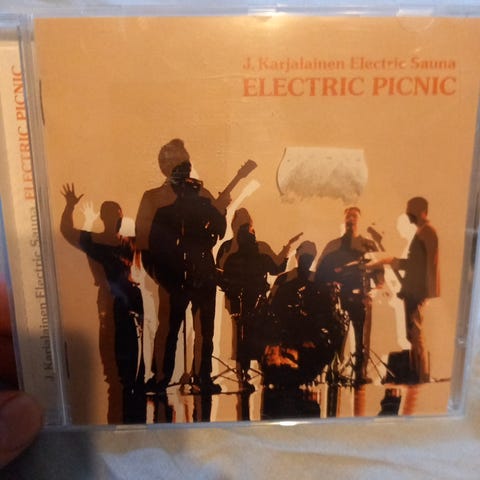 J. Karjalainen Electric Sauna
ELECTRIC PICNIC
J. Karjalainen Electric Sauna ELECTRIC PICNIC